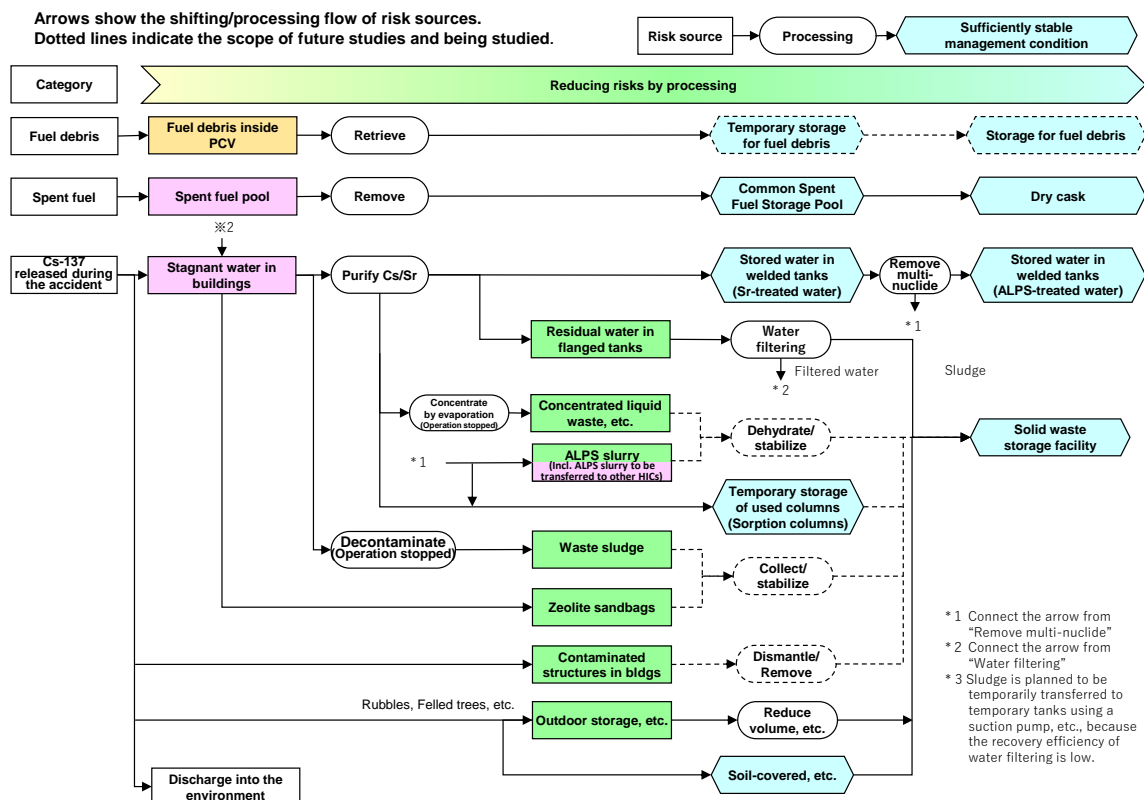 Arrows show the shifting/processing flow of risk sources.
Dotted lines indicate the scope of future studies and being studied.
Risk source
Processing
Sufficiently stable
management condition
Category
Reducing risks by processing
Fuel debris
Fuel debris inside
PCV
Retrieve
Temporary storage
for fuel debris
Storage for fuel debris
Spent fuel
Spent fuel pool
Remove
Common Spent
Fuel Storage Pool
Dry cask
※2
Cs-137
released during
the accident
Stagnant water in
buildings
Purify Cs/Sr
Stored water in
welded tanks
(Sr-treated water)
Remove
multi-
nuclide
Stored water in
welded tanks
(ALPS-treated water)
*1
Residual water in
flanged tanks
Water
filtering
Filtered water
*2
Sludge
Concentrate
by evaporation
(Operation stopped)
Concentrated liquid
waste, etc.
Dehydrate/
stabilize
Solid waste
storage facility
*1
ALPS slurry
(Incl. ALPS slurry to be
transferred to other HICs)
Temporary storage
of used columns
(Sorption columns)
Decontaminate
(Operation stopped)
Waste sludge
Collect/
stabilize
Zeolite sandbags
Contaminated
structures in bldgs
Dismantle/
Remove
Rubbles, Felled trees, etc.
Outdoor storage, etc.
Reduce
volume, etc.
Soil-covered, etc.
Discharge into the
environment
*1 Connect the arrow from
“Remove multi-nuclide”
*2 Connect the arrow from
“Water filtering”
*3 Sludge is planned to be
temporarily transferred to
temporary tanks using a
suction pump, etc., because
the recovery efficiency of
water filtering is low.